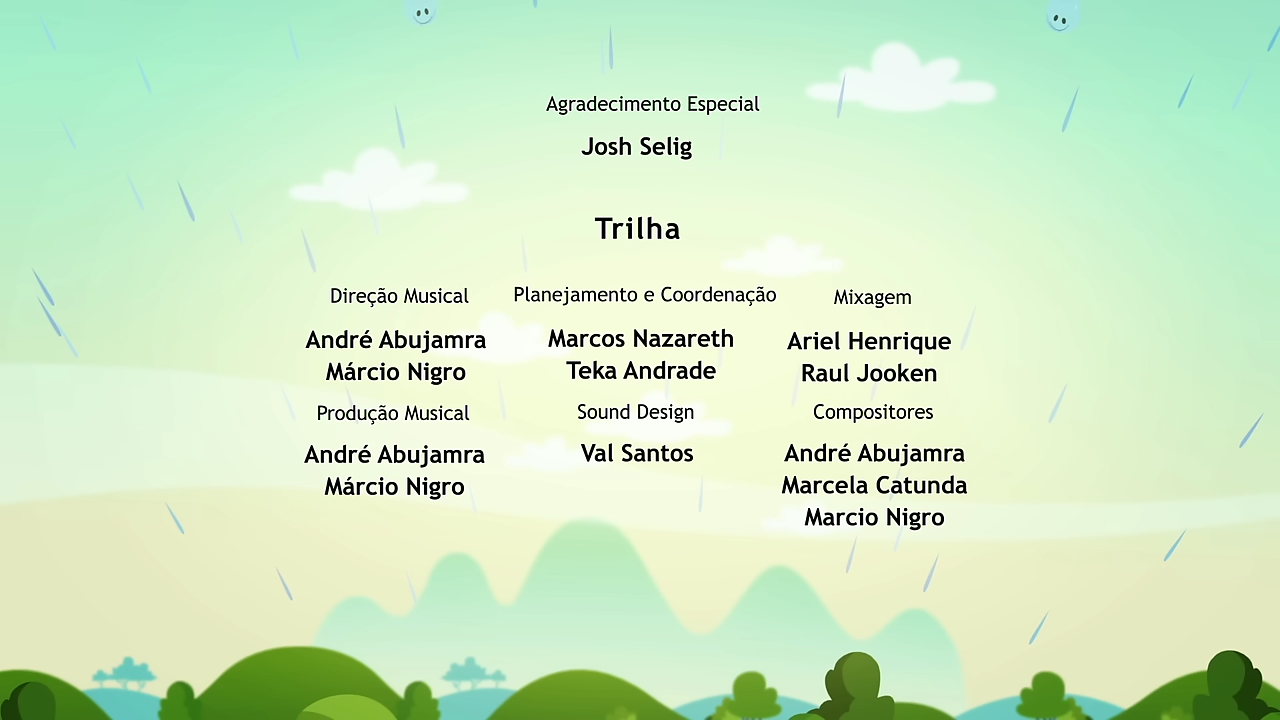 Agradecimento Especial
Josh Selig
Trilha
Direção Musical
André Abujamra
Márcio Nigro
Planejamento e Coordenação
Marcos Nazareth
Teka Andrade
Mixagem
Ariel Henrique
Raul Jooken
Produção Musical
André Abujamra
Márcio Nigro
Sound Design
Val Santos
Compositores
André Abujamra
Marcela Catunda
Marcio Nigro